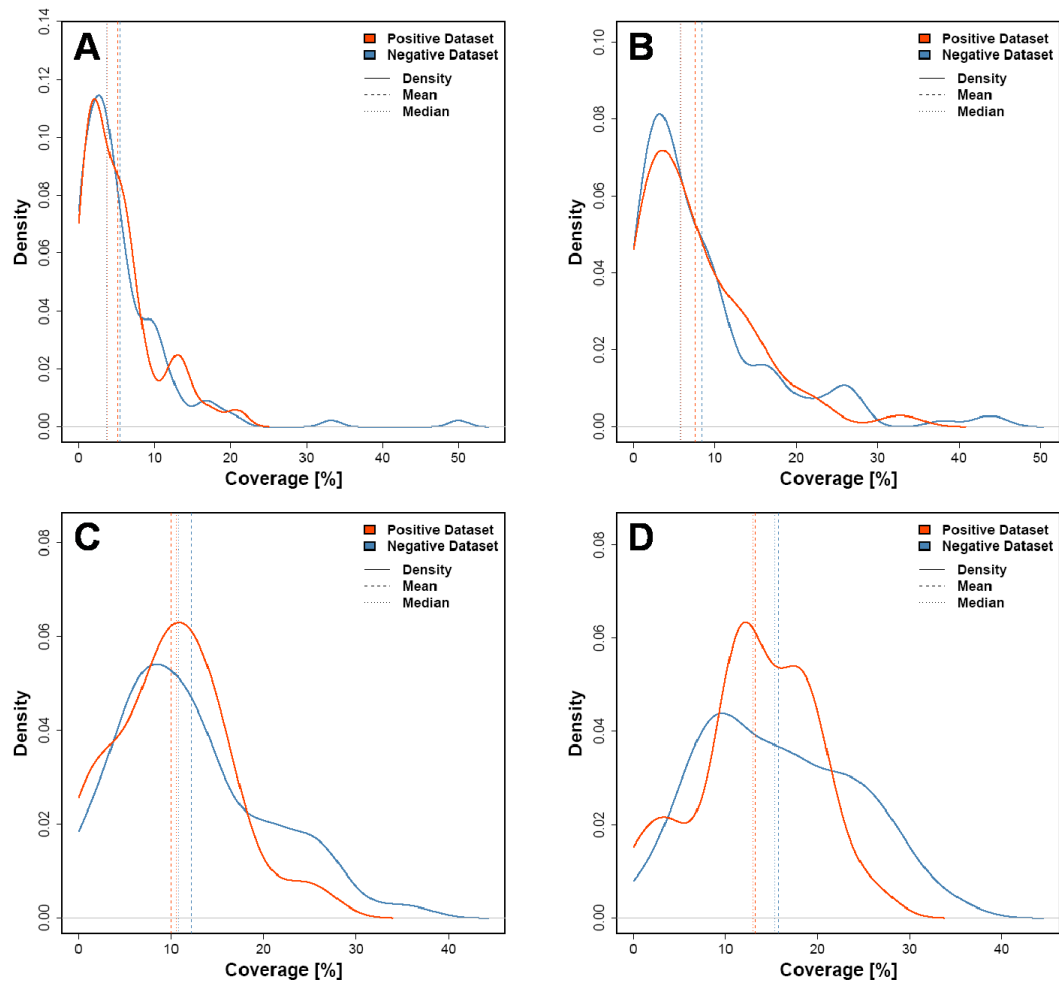 A
Positive Dataset
Negative Dataset
Density
Mean
Median
Density
0.00 0.02 0.04 0.06 0.08 0.10 0.12 0.14
0 10 20 30 40 50
Coverage [%]
B
Positive Dataset
Negative Dataset
Density
Mean
Median
Density
0.00 0.02 0.04 0.06 0.08 0.10
0 10 20 30 40 50
Coverage [%]
C
Positive Dataset
Negative Dataset
Density
Mean
Median
Density
0.00 0.02 0.04 0.06 0.08
0 10 20 30 40
Coverage [%]
D
Positive Dataset
Negative Dataset
Density
Mean
Median
Density
0.00 0.02 0.04 0.06 0.08
0 10 20 30 40
Coverage [%]